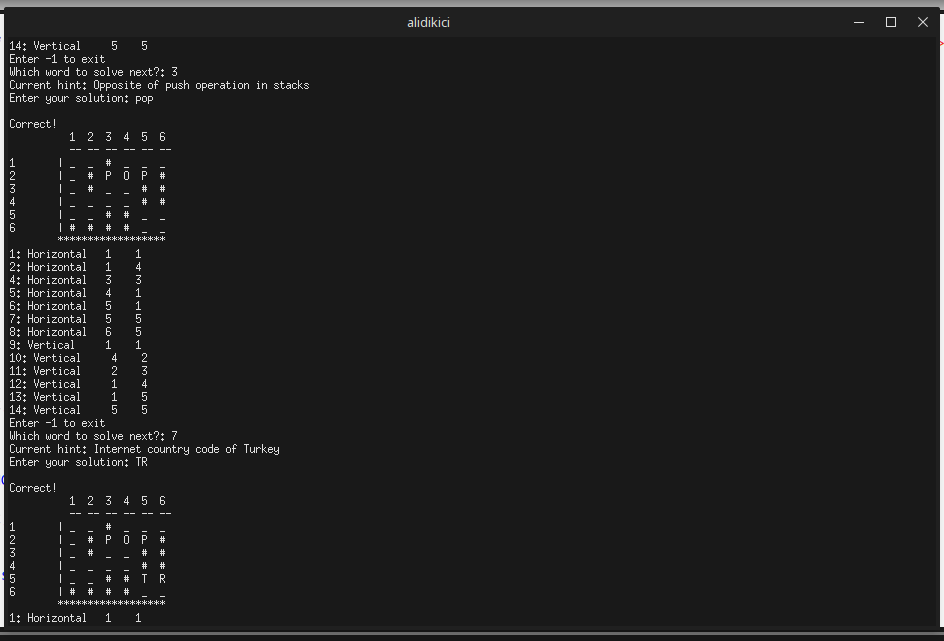 alidikici
14: Vertical     5    5
Enter -1 to exit
Which word to solve next?: 3
Current hint: Opposite of push operation in stacks
Enter your solution: pop
Correct!
          1  2  3  4  5  6
          -- -- -- -- -- --
1       | _  _  #  _  _  _
2       | _  #  P  O  P  #
3       | _  #  _  _  #  #
4       | _  _  _  _  #  #
5       | _  _  #  #  _  _
6       | #  #  #  #  _  _
        ******************
1: Horizontal   1    1
2: Horizontal   1    4
4: Horizontal   3    3
5: Horizontal   4    1
6: Horizontal   5    1
7: Horizontal   5    5
8: Horizontal   6    5
9: Vertical     1    1
10: Vertical     4    2
11: Vertical     2    3
12: Vertical     1    4
13: Vertical     1    5
14: Vertical     5    5
Enter -1 to exit
Which word to solve next?: 7
Current hint: Internet country code of Turkey
Enter your solution: TR
Correct!
          1  2  3  4  5  6
          -- -- -- -- -- --
1       | _  _  #  _  _  _
2       | _  #  P  O  P  #
3       | _  #  _  _  #  #
4       | _  _  _  _  #  #
5       | _  _  #  #  T  R
6       | #  #  #  #  _  _
        ******************
1: Horizontal   1    1